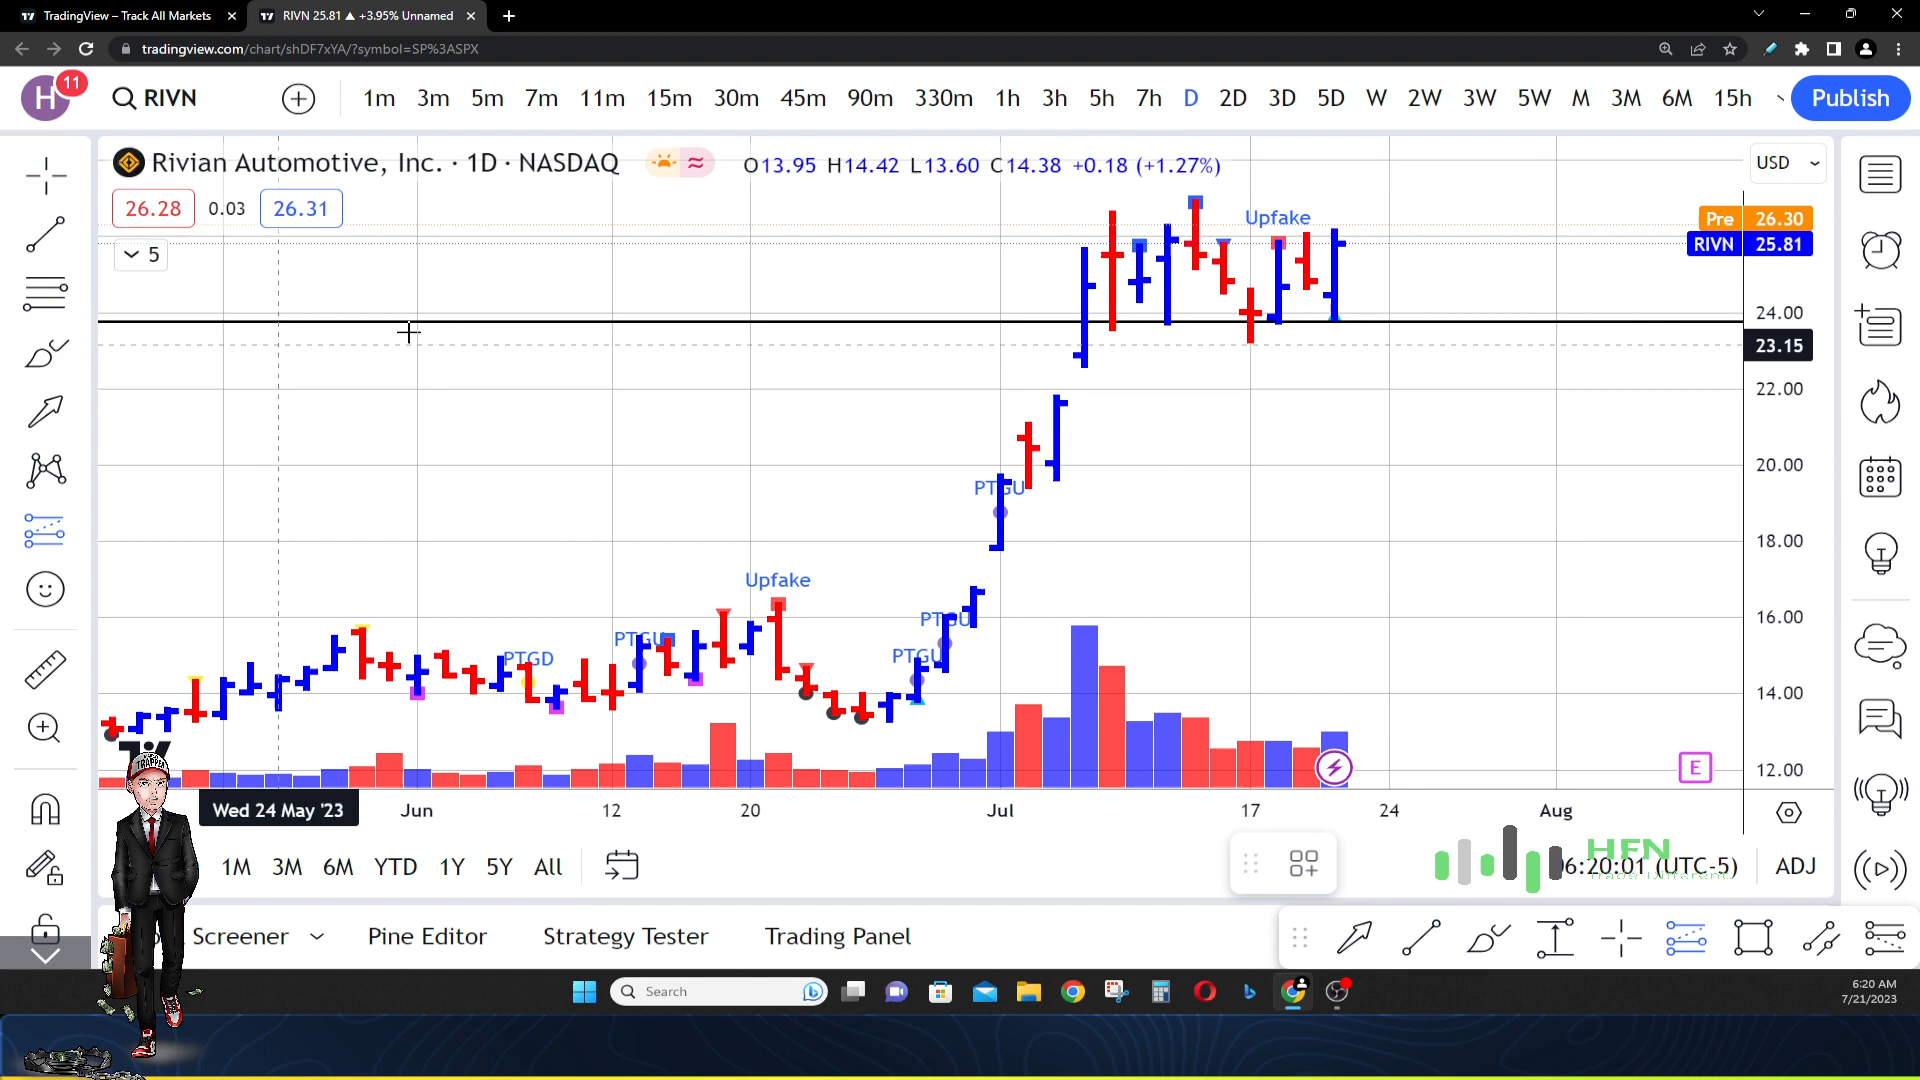 TradingView – Track All Markets
RIVN 25.81 ▲ +3.95% Unnamed
tradingview.com/chart/shDF7xYA/?symbol=SP%3ASPX
H 11 RIVN 1m 3m 5m 7m 11m 15m 30m 45m 90m 330m 1h 3h 5h 7h D 2D 3D 5D W 2W 3W 5W M 3M 6M 15h Publish
Rivian Automotive, Inc. · 1D · NASDAQ O13.95 H14.42 L13.60 C14.38 +0.18 (+1.27%) USD
26.28 0.03 26.31
5
Upfake
Pre 26.30
RIVN 25.81
24.00
23.15
22.00
20.00
PTGU
18.00
Upfake
16.00
PTGU
PTGU
PTGD
PTGU
14.00
12.00
E
TRAPPER
Wed 24 May '23 Jun 12 20 Jul 17 24 Aug
1M 3M 6M YTD 1Y 5Y All
HFN
Trade Different.
06:20:01 (UTC-5) ADJ
Screener Pine Editor Strategy Tester Trading Panel
Search
6:20 AM
7/21/2023